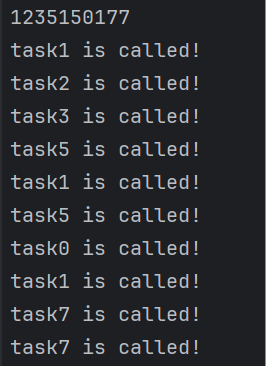 1235150177
task1 is called!
task2 is called!
task3 is called!
task5 is called!
task1 is called!
task5 is called!
task0 is called!
task1 is called!
task7 is called!
task7 is called!